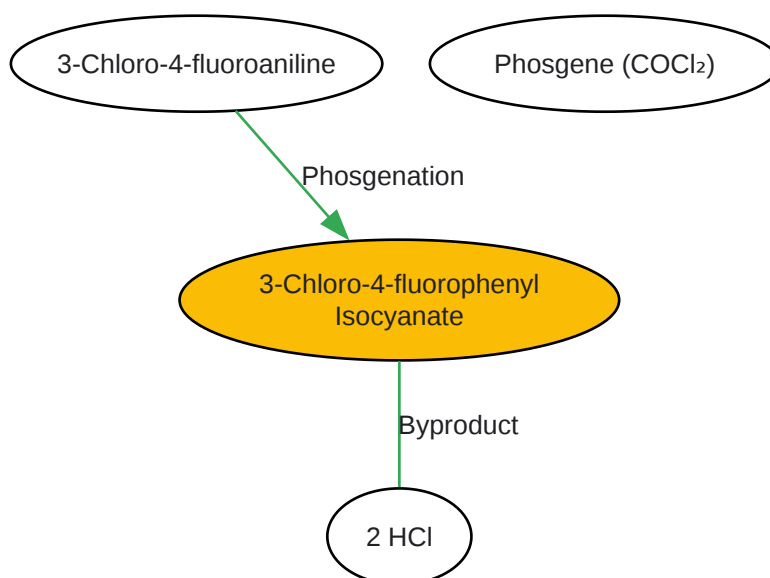 3-Chloro-4-fluoroaniline
Phosgene (COCl₂)
Phosgenation
3-Chloro-4-fluorophenyl
Isocyanate
Byproduct
2 HCl